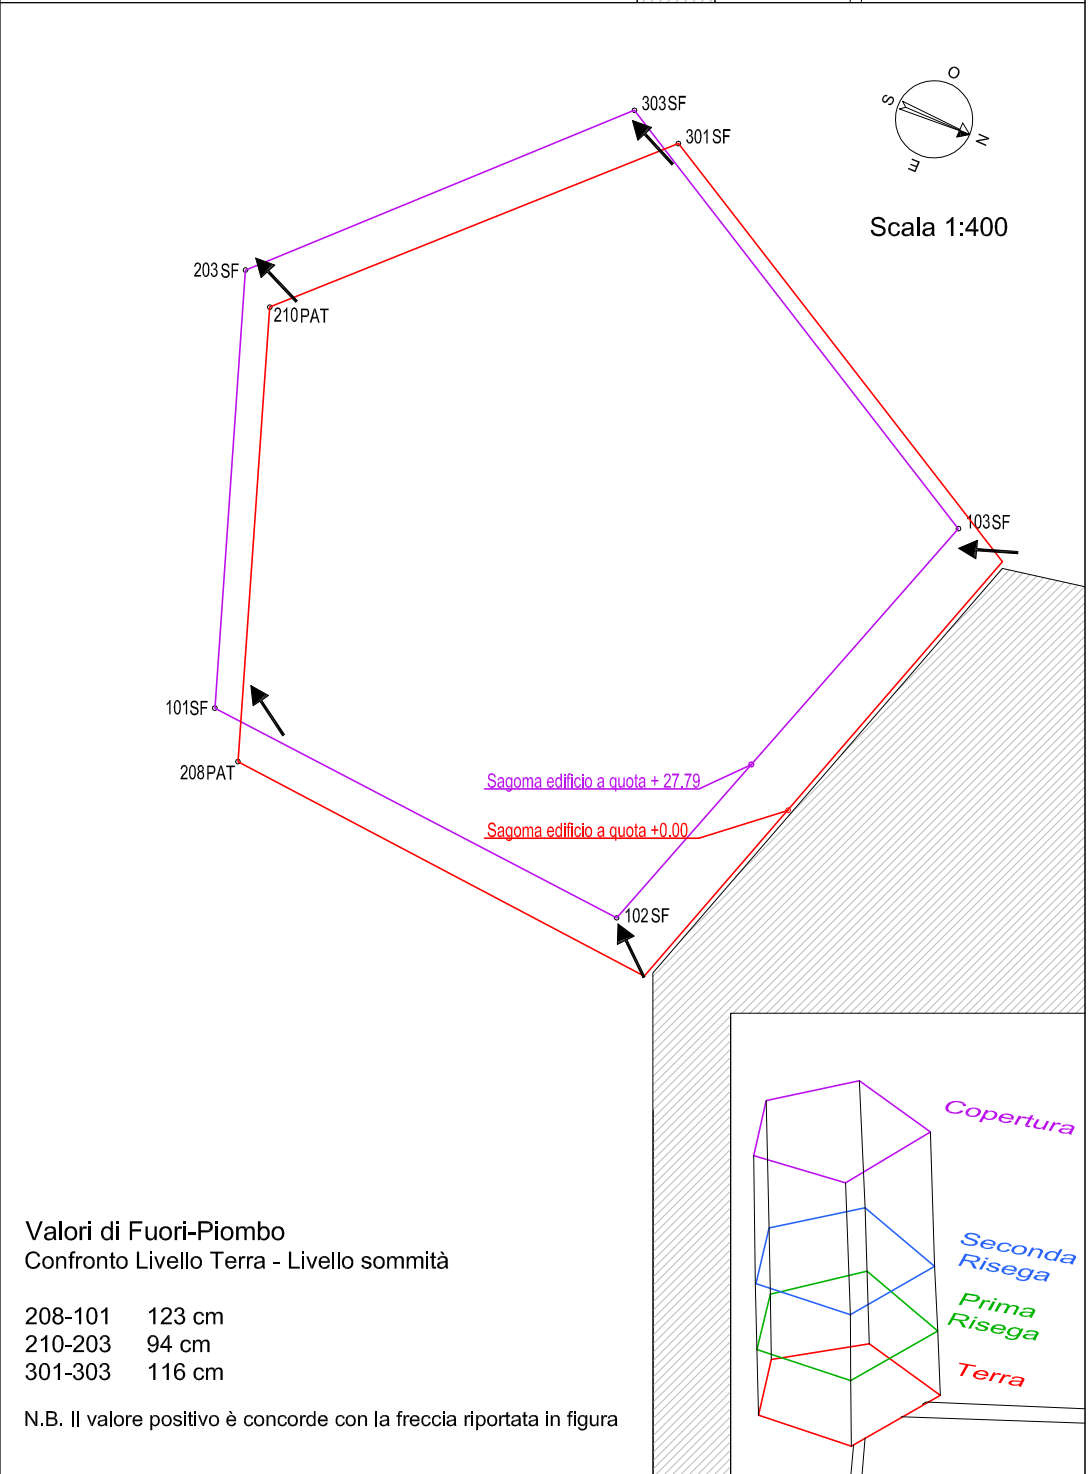 303SF
301SF
O
S
N
E
Scala 1:400
203SF
210PAT
103SF
101SF
208PAT
Sagoma edificio a quota + 27.79
Sagoma edificio a quota +0.00
102SF
Copertura
Seconda
Risega
Prima
Risega
Terra
Valori di Fuori-Piombo
Confronto Livello Terra - Livello sommità
208-101 123 cm
210-203 94 cm
301-303 116 cm
N.B. Il valore positivo è concorde con la freccia riportata in figura